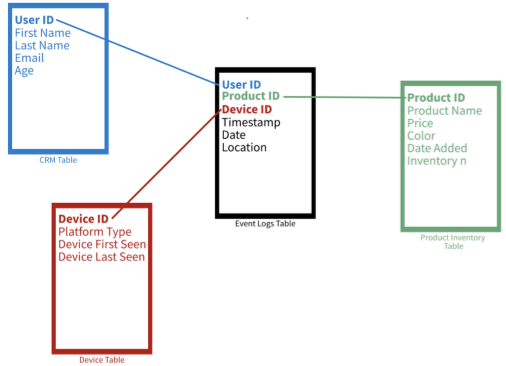 User ID
First Name
Last Name
Email
Age
CRM Table
User ID
Product ID
Device ID
Timestamp
Date
Location
Event Logs Table
Product ID
Product Name
Price
Color
Date Added
Inventory n
Product Inventory
Table
Device ID
Platform Type
Device First Seen
Device Last Seen
Device Table